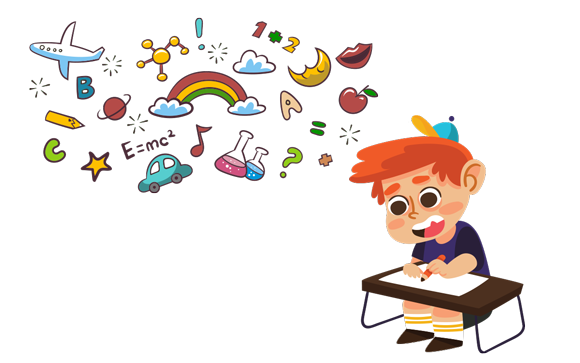 !
1 * 2
B
A
=
C
E=mc²
?
+